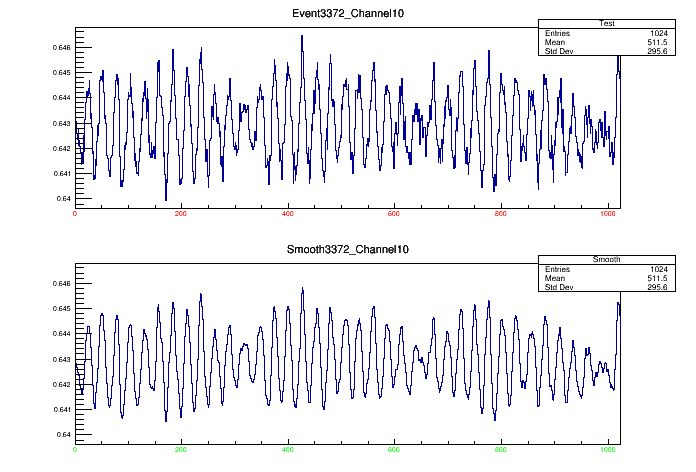 Event3372_Channel10
Test
Entries 1024
Mean 511.5
Std Dev 295.6
0.646
0.645
0.644
0.643
0.642
0.641
0.64
0 200 400 600 800 1000
Smooth3372_Channel10
Smooth
Entries 1024
Mean 511.5
Std Dev 295.6
0.646
0.645
0.644
0.643
0.642
0.641
0.64
0 200 400 600 800 1000